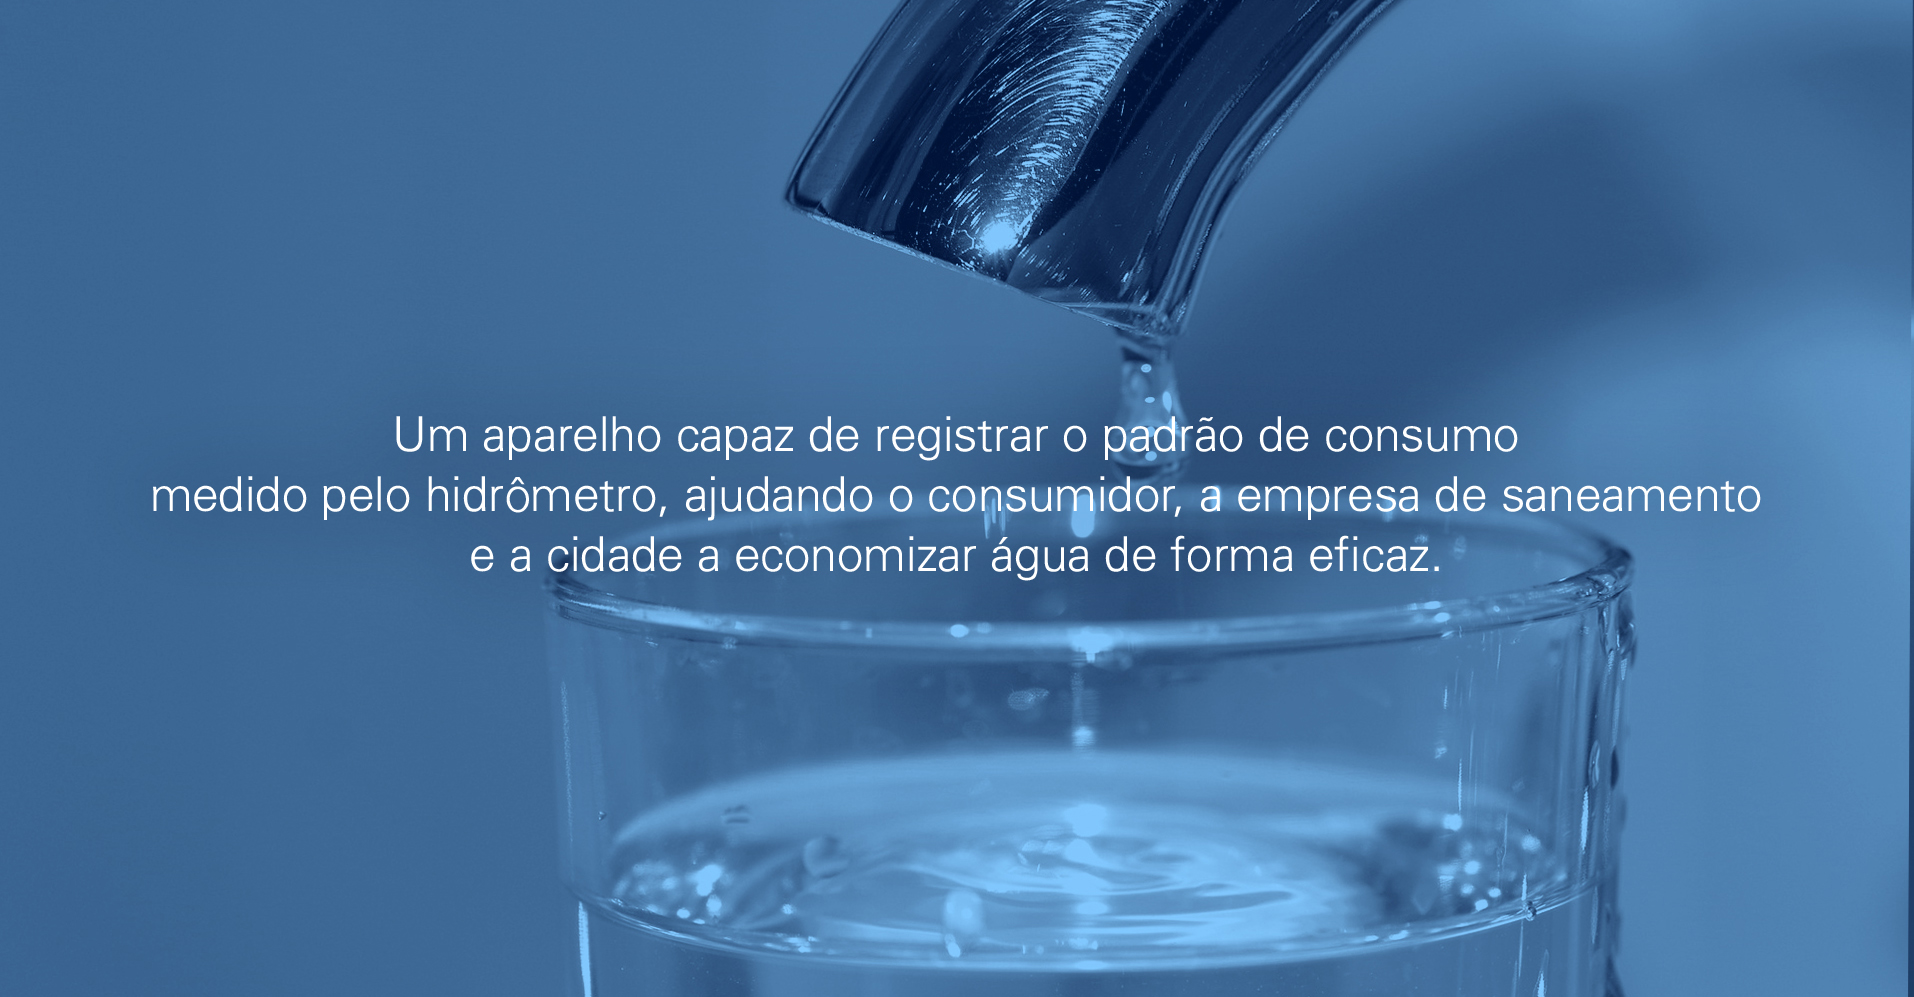 Um aparelho capaz de registrar o padrão de consumo
medido pelo hidrômetro, ajudando o consumidor, a empresa de saneamento
e a cidade a economizar água de forma eficaz.